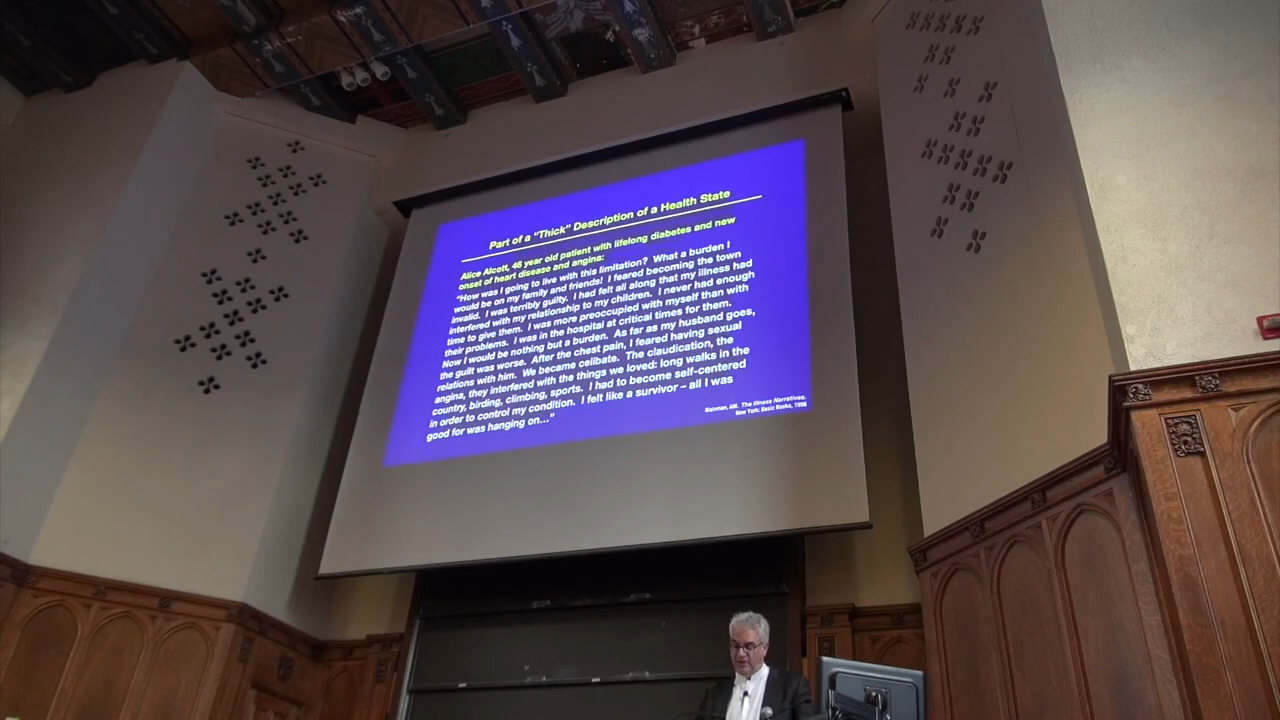 Part of a "Thick" Description of a Health State
Alice Alcott, 46 year old patient with lifelong diabetes and new
onset of heart disease and angina:
"How was I going to live with this limitation? What a burden I
would be on my family and friends! I feared becoming the town
invalid. I was terribly guilty. I had felt all along that my illness had
interfered with my relationship to my children. I never had enough
time to give them. I was more preoccupied with myself than with
their problems. I was in the hospital at critical times for them.
Now I would be nothing but a burden. As far as my husband goes,
the guilt was worse. After the chest pain, I feared having sexual
relations with him. We became celibate. The claudication, the
angina, they interfered with the things we loved: long walks in the
country, birding, climbing, sports. I had to become self-centered
in order to control my condition. I felt like a survivor – all I was
good for was hanging on..."
Kleinman, The Illness Narratives.
New York: Basic Books,